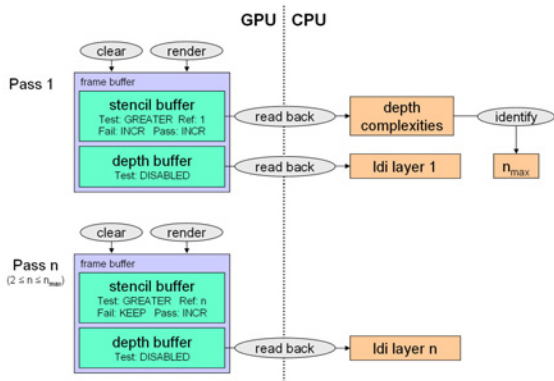 GPU CPU
clear render
Pass 1
frame buffer
stencil buffer
Test: GREATER Ref: 1
Fail: INCR Pass: INCR
read back
depth
complexities
identify
depth buffer
Test: DISABLED
read back
ldi layer 1
nmax
clear render
Pass n
(2 ≤ n ≤ nmax)
frame buffer
stencil buffer
Test: GREATER Ref: n
Fail: KEEP Pass: INCR
depth buffer
Test: DISABLED
read back
ldi layer n